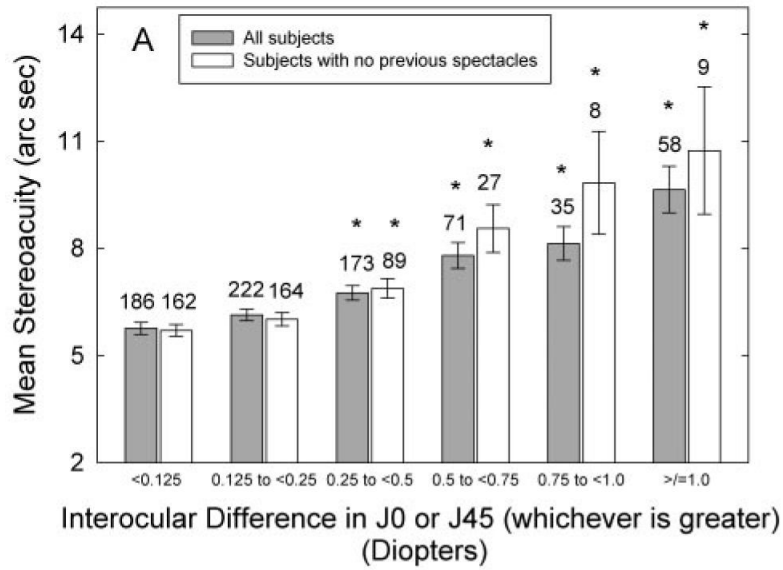 A
All subjects
Subjects with no previous spectacles
Mean Stereoacuity (arc sec)
14
11
8
5
2
186 162
222 164
* *
173 89
* *
71 27
* *
35 8
* *
58 9
<0.125 0.125 to <0.25 0.25 to <0.5 0.5 to <0.75 0.75 to <1.0 >/=1.0
Interocular Difference in J0 or J45 (whichever is greater)
(Diopters)